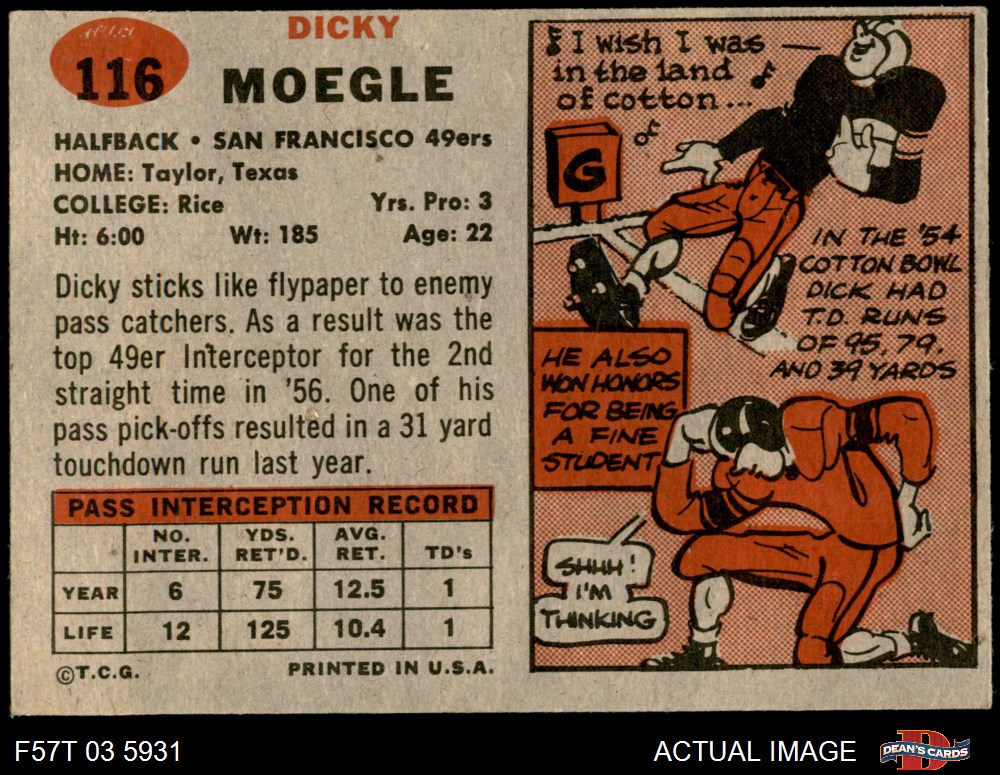 116
DICKY
MOEGLE
HALFBACK • SAN FRANCISCO 49ers
HOME: Taylor, Texas
COLLEGE: Rice Yrs. Pro: 3
Ht: 6:00 Wt: 185 Age: 22
Dicky sticks like flypaper to enemy
pass catchers. As a result was the
top 49er Interceptor for the 2nd
straight time in '56. One of his
pass pick-offs resulted in a 31 yard
touchdown run last year.
PASS INTERCEPTION RECORD
NO. INTER. YDS. RET'D. AVG. RET. TD's
YEAR 6 75 12.5 1
LIFE 12 125 10.4 1
©T.C.G. PRINTED IN U.S.A.
I WISH I WAS
in the land
of cotton...
G
IN THE '54
COTTON BOWL
DICK HAD
T.D. RUNS
OF 95, 79,
AND 39 YARDS
HE ALSO
WON HONORS
FOR BEING
A FINE
STUDENT
SHHH!
I'M
THINKING
F57T 03 5931 ACTUAL IMAGE DEAN'S CARDS